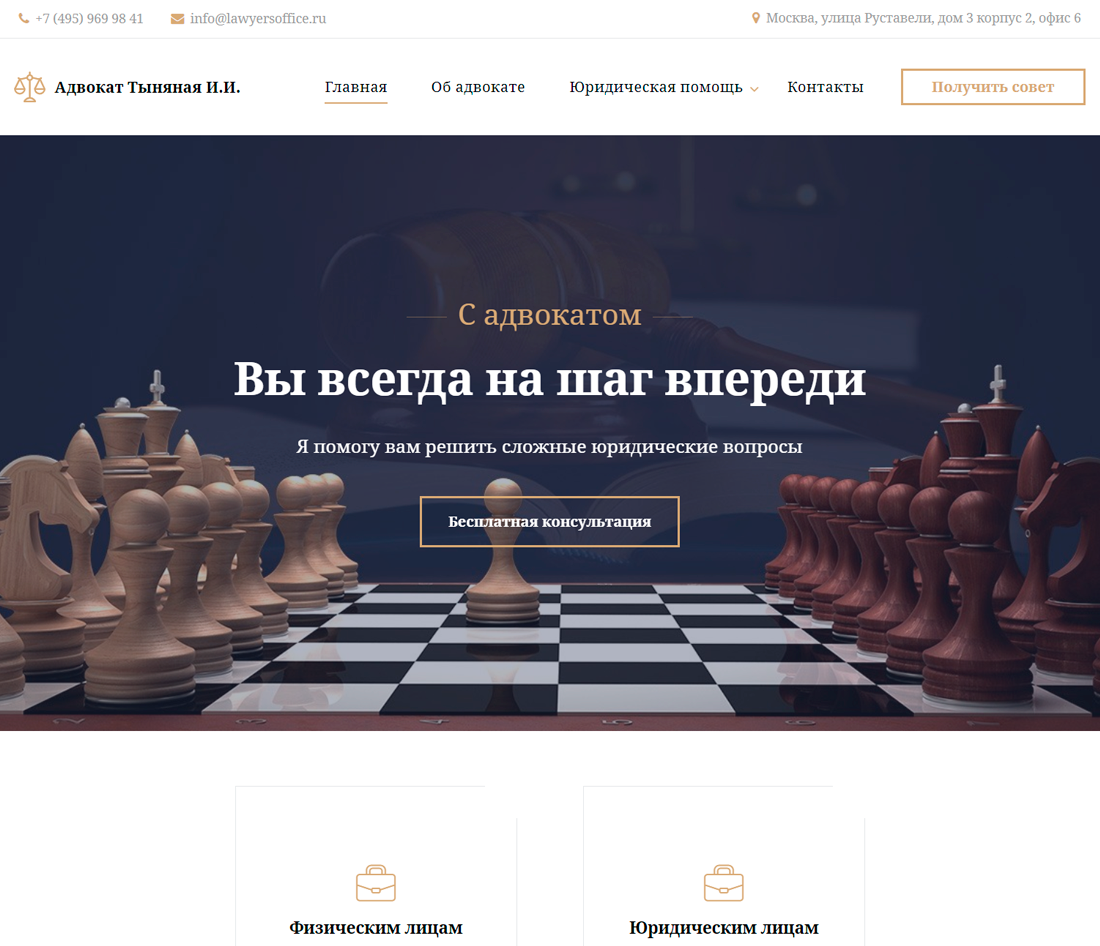 +7 (495) 969 98 41
info@lawyersoffice.ru
Москва, улица Руставели, дом 3 корпус 2, офис 6
Адвокат Тыняная И.И.
Главная
Об адвокате
Юридическая помощь
Контакты
Получить совет
С адвокатом
Вы всегда на шаг впереди
Я помогу вам решить сложные юридические вопросы
Бесплатная консультация
Физическим лицам
Юридическим лицам